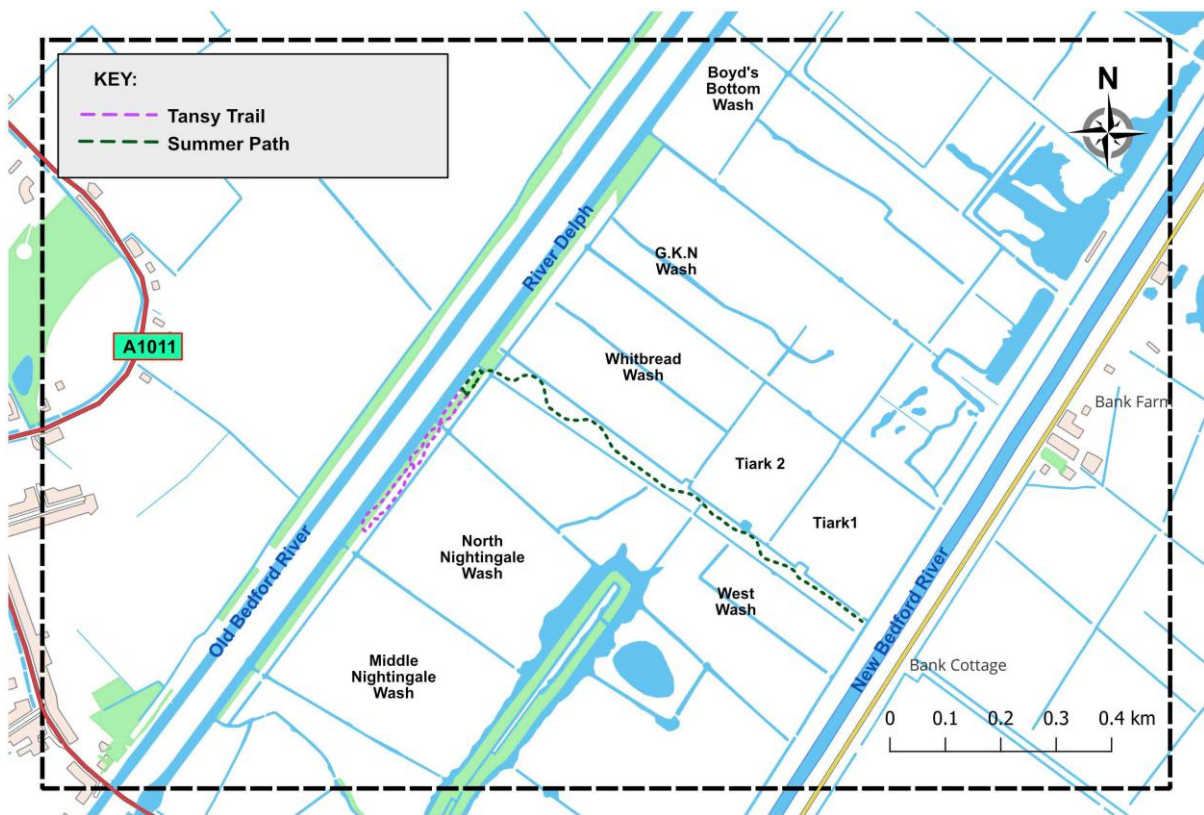 KEY:
Tansy Trail
Summer Path
Boyd's
Bottom
Wash
N
River Delph
G.K.N
Wash
A1011
Whitbread
Wash
Bank Farm
Tiark 2
Tiark1
North
Nightingale
Wash
West
Wash
Old Bedford River
New Bedford River
Middle
Nightingale
Wash
Bank Cottage
0 0.1 0.2 0.3 0.4 km